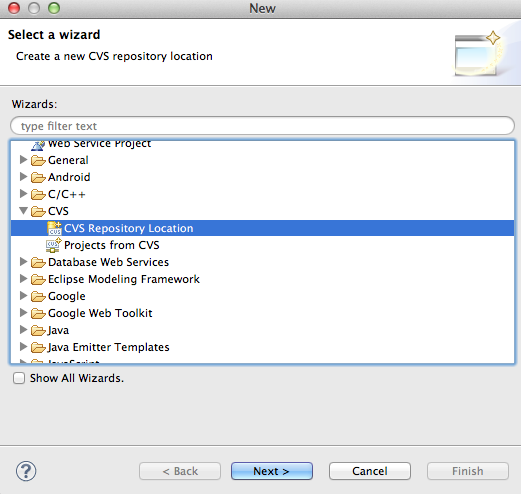 New
Select a wizard
Create a new CVS repository location
Wizards:
type filter text
Web Service Project
General
Android
C/C++
CVS
CVS Repository Location
Projects from CVS
Database Web Services
Eclipse Modeling Framework
Google
Google Web Toolkit
Java
Java Emitter Templates
JavaScript
Show All Wizards.
? < Back Next > Cancel Finish